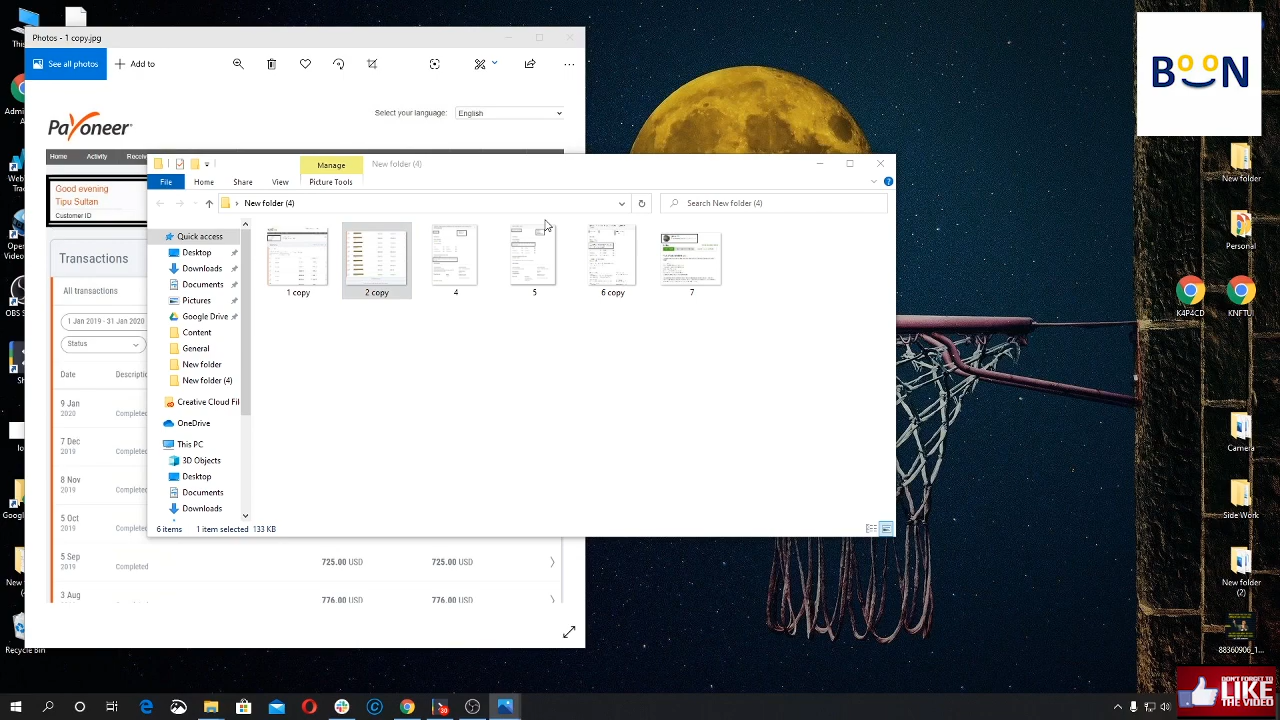 Photos - 1 copy.jpg
See all photos
Add to
Select your language:
English
Payoneer
Home
Activity
Good evening
Tipu Sultan
Customer ID
Transactions
All transactions
1 Jan 2019 - 31 Jan 2020
Status
Date
9 Jan
2020
Completed
7 Dec
2019
Completed
8 Nov
2019
Completed
5 Oct
2019
Completed
5 Sep
2019
Completed
725.00 USD
725.00 USD
3 Aug
776.00 USD
776.00 USD
Manage
New folder (4)
File
Home
Share
View
Picture Tools
New folder (4)
Search New folder (4)
Quick access
Desktop
Downloads
Documents
Pictures
Google Drive
Content
General
New folder
New folder (4)
Creative Cloud Fil
OneDrive
This PC
3D Objects
Desktop
Documents
Downloads
1 copy
2 copy
4
5
6 copy
7
6 items
1 item selected
133 KB
BOON
New folder
Personal
K4P4CD
KNFTU
Camera
Side Work
New folder
(2)
88360906_1...
Recycle Bin
30
DON'T FORGET TO
LIKE
THE VIDEO